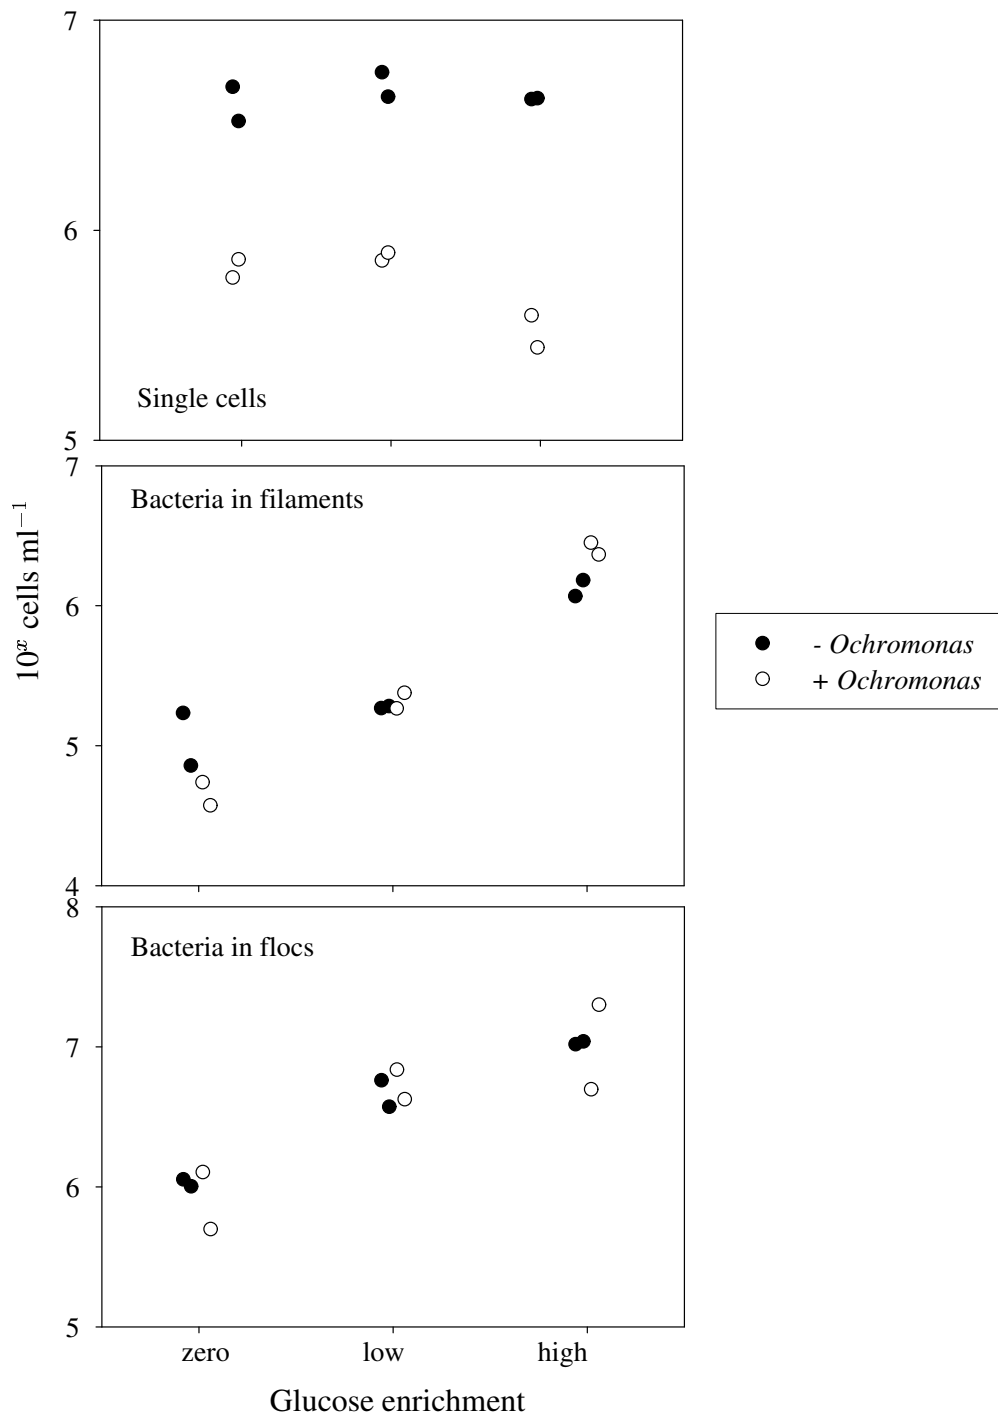 7
6
5
Single cells
7
6
5
4
Bacteria in filaments
10^x cells ml^−1
- Ochromonas
+ Ochromonas
8
7
6
5
Bacteria in flocs
zero low high
Glucose enrichment